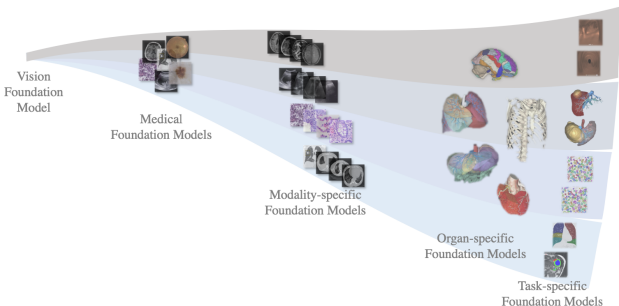 Vision
Foundation
Model
Medical
Foundation Models
Modality-specific
Foundation Models
Organ-specific
Foundation Models
Task-specific
Foundation Models